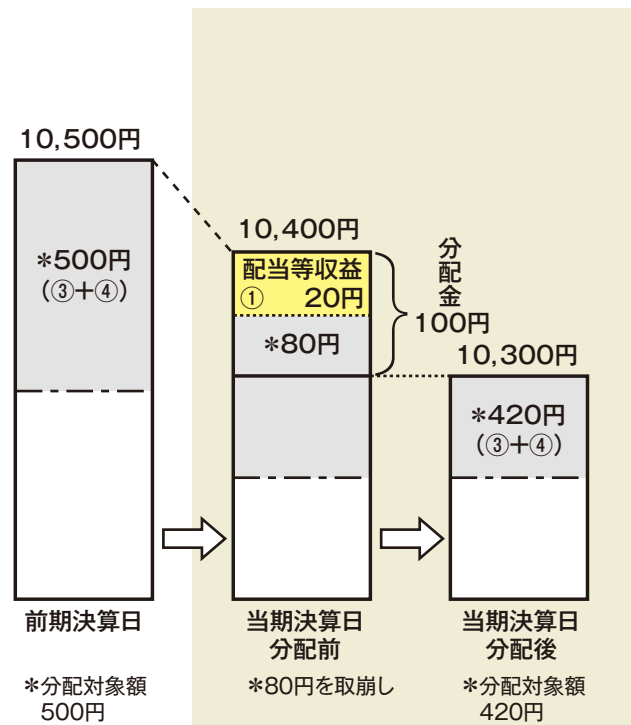 10,500円
*500円
(③+④)
10,400円
配当等収益
① 20円
*80円
分配金
100円
10,300円
*420円
(③+④)
前期決算日
当期決算日
分配前
当期決算日
分配後
*分配対象額
500円
*80円を取崩し
*分配対象額
420円